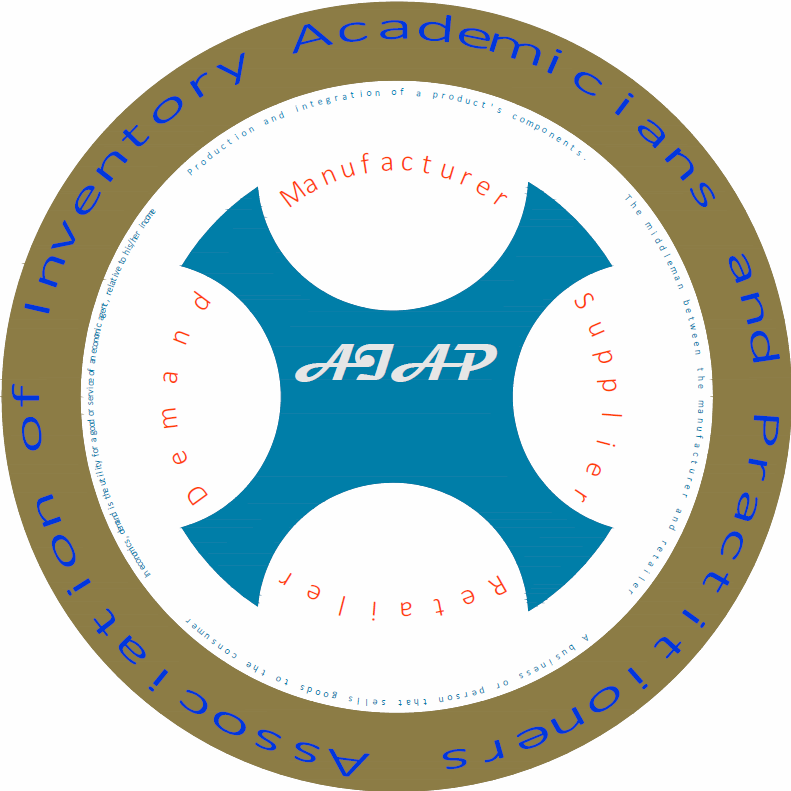 Association of Inventory Academicians and Practitioners
Production and integration of a product's components.
Manufacturer
The middleman between the manufacturer and retailer
Supplier
A business or person that sells goods to the consumer
Retailer
In economics, demand is the utility for a good or service of an economic agent, relative to his/her income
Demand
AIAP